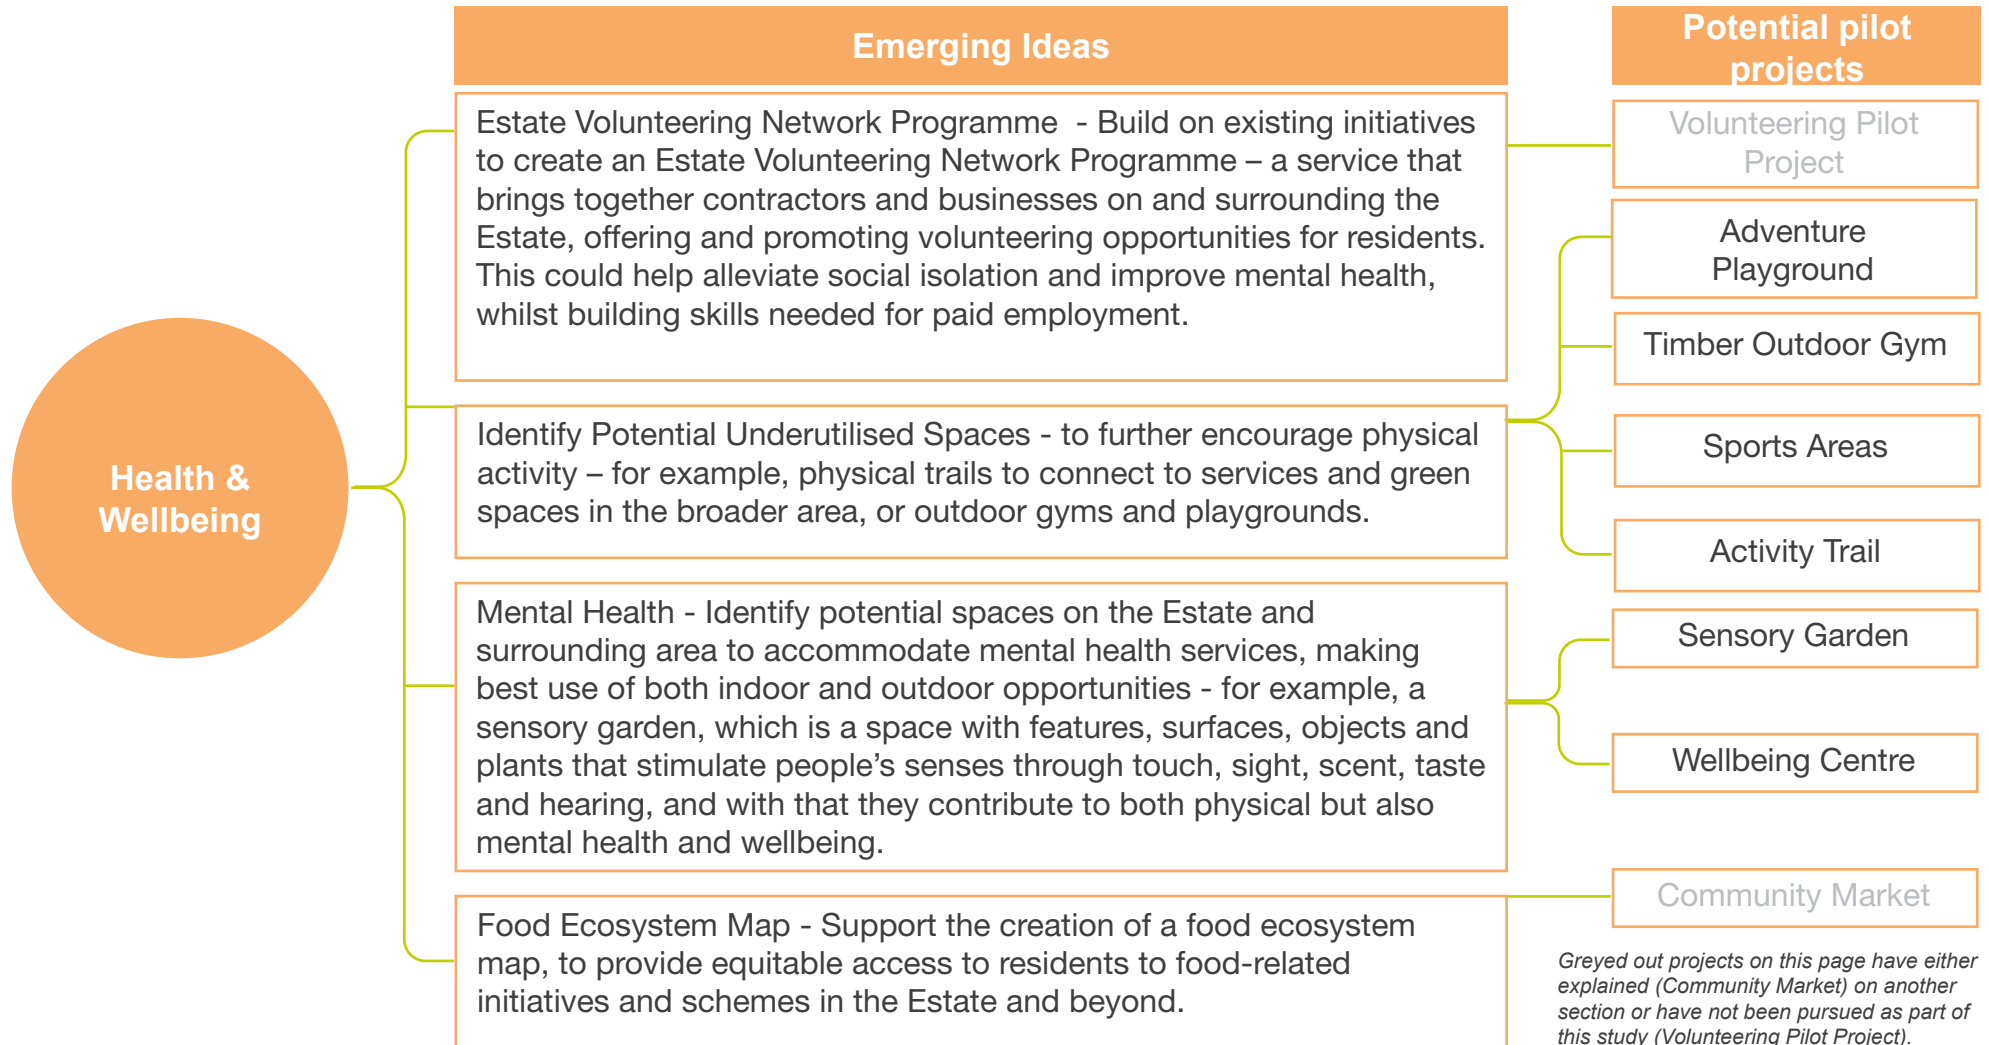 Emerging Ideas
Potential pilot
projects
Health &
Wellbeing
Estate Volunteering Network Programme  - Build on existing initiatives
to create an Estate Volunteering Network Programme – a service that
brings together contractors and businesses on and surrounding the
Estate, offering and promoting volunteering opportunities for residents.
This could help alleviate social isolation and improve mental health,
whilst building skills needed for paid employment.
Volunteering Pilot
Project
Identify Potential Underutilised Spaces - to further encourage physical
activity – for example, physical trails to connect to services and green
spaces in the broader area, or outdoor gyms and playgrounds.
Adventure
Playground
Timber Outdoor Gym
Sports Areas
Activity Trail
Mental Health - Identify potential spaces on the Estate and
surrounding area to accommodate mental health services, making
best use of both indoor and outdoor opportunities - for example, a
sensory garden, which is a space with features, surfaces, objects and
plants that stimulate people’s senses through touch, sight, scent, taste
and hearing, and with that they contribute to both physical but also
mental health and wellbeing.
Sensory Garden
Wellbeing Centre
Food Ecosystem Map - Support the creation of a food ecosystem
map, to provide equitable access to residents to food-related
initiatives and schemes in the Estate and beyond.
Community Market
Greyed out projects on this page have either
explained (Community Market) on another
section or have not been pursued as part of
this study (Volunteering Pilot Project).